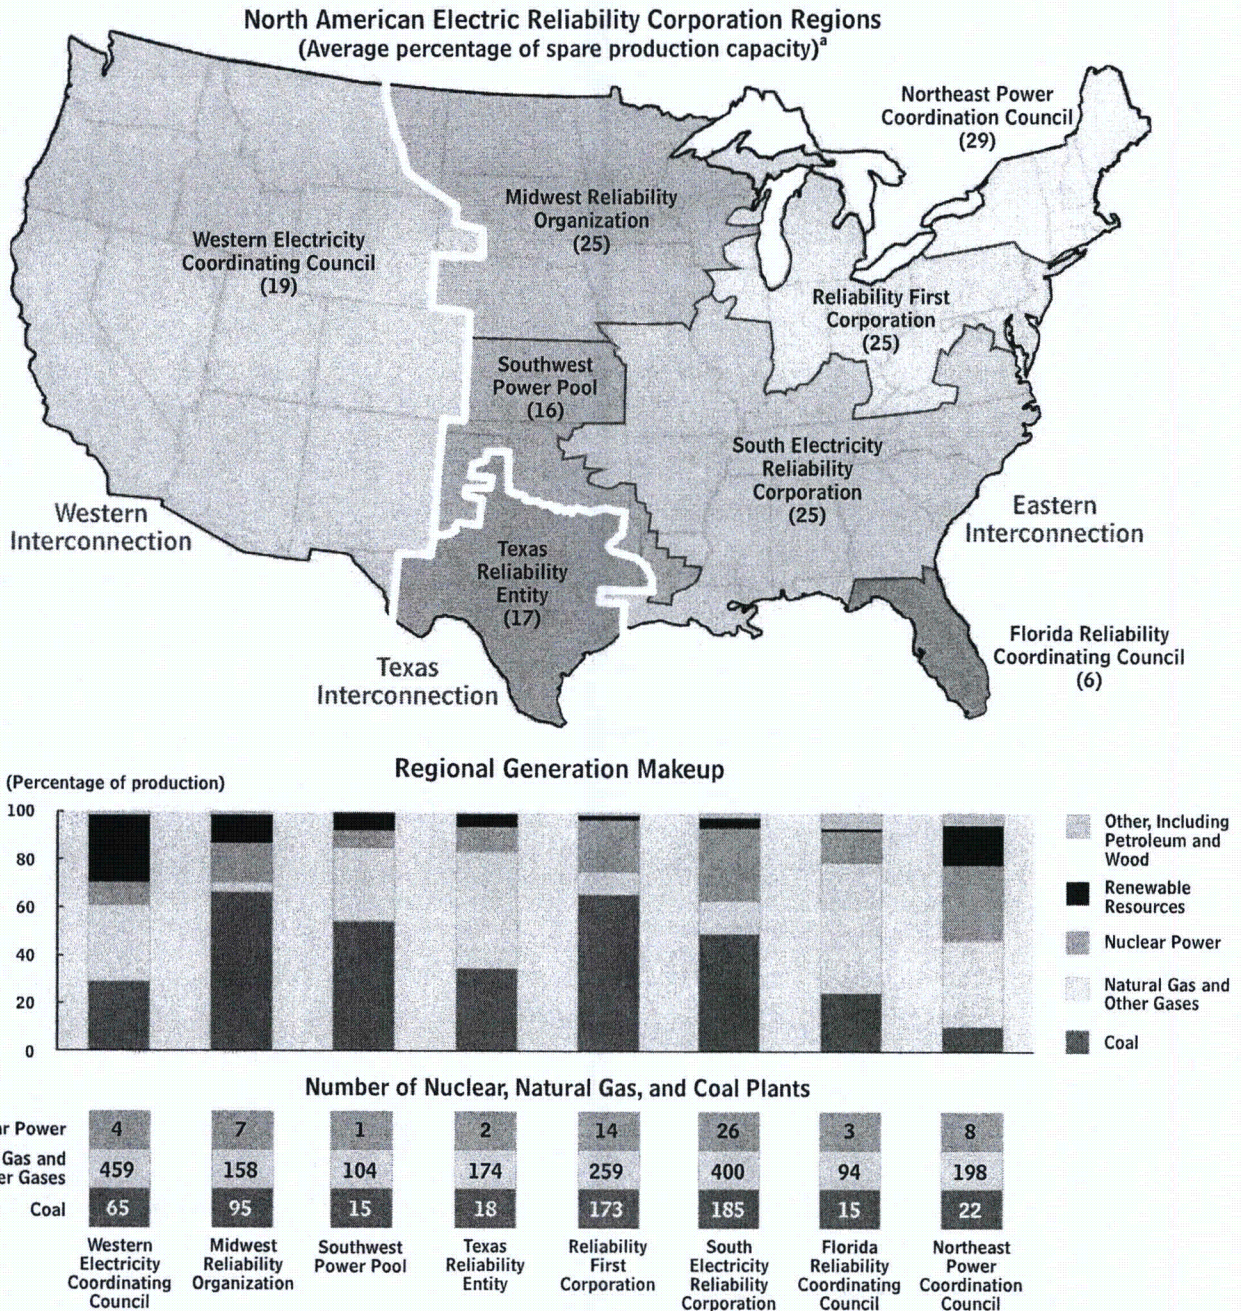 North American Electric Reliability Corporation Regions
(Average percentage of spare production capacity)ª
Northeast Power
Coordination Council
(29)
Midwest Reliability
Organization
(25)
Western Electricity
Coordinating Council
(19)
Reliability First
Corporation
(25)
Southwest
Power Pool
(16)
South Electricity
Reliability
Corporation
(25)
Western
Interconnection
Eastern
Interconnection
Texas
Reliability
Entity
(17)
Florida Reliability
Coordinating Council
(6)
Texas
Interconnection
Regional Generation Makeup
(Percentage of production)
100
80
60
40
20
0
Other, Including
Petroleum and
Wood
Renewable
Resources
Nuclear Power
Natural Gas and
Other Gases
Coal
Number of Nuclear, Natural Gas, and Coal Plants
Power 4 7 1 2 14 26 3 8
Gas and
Gases 459 158 104 174 259 400 94 198
Coal 65 95 15 18 173 185 15 22
Western Midwest Southwest Texas Reliability South Florida Northeast
Electricity Reliability Power Pool Reliability First Electricity Reliability Power
Coordinating Organization Entity Corporation Reliability Coordinating Coordination
Council Corporation Council Council